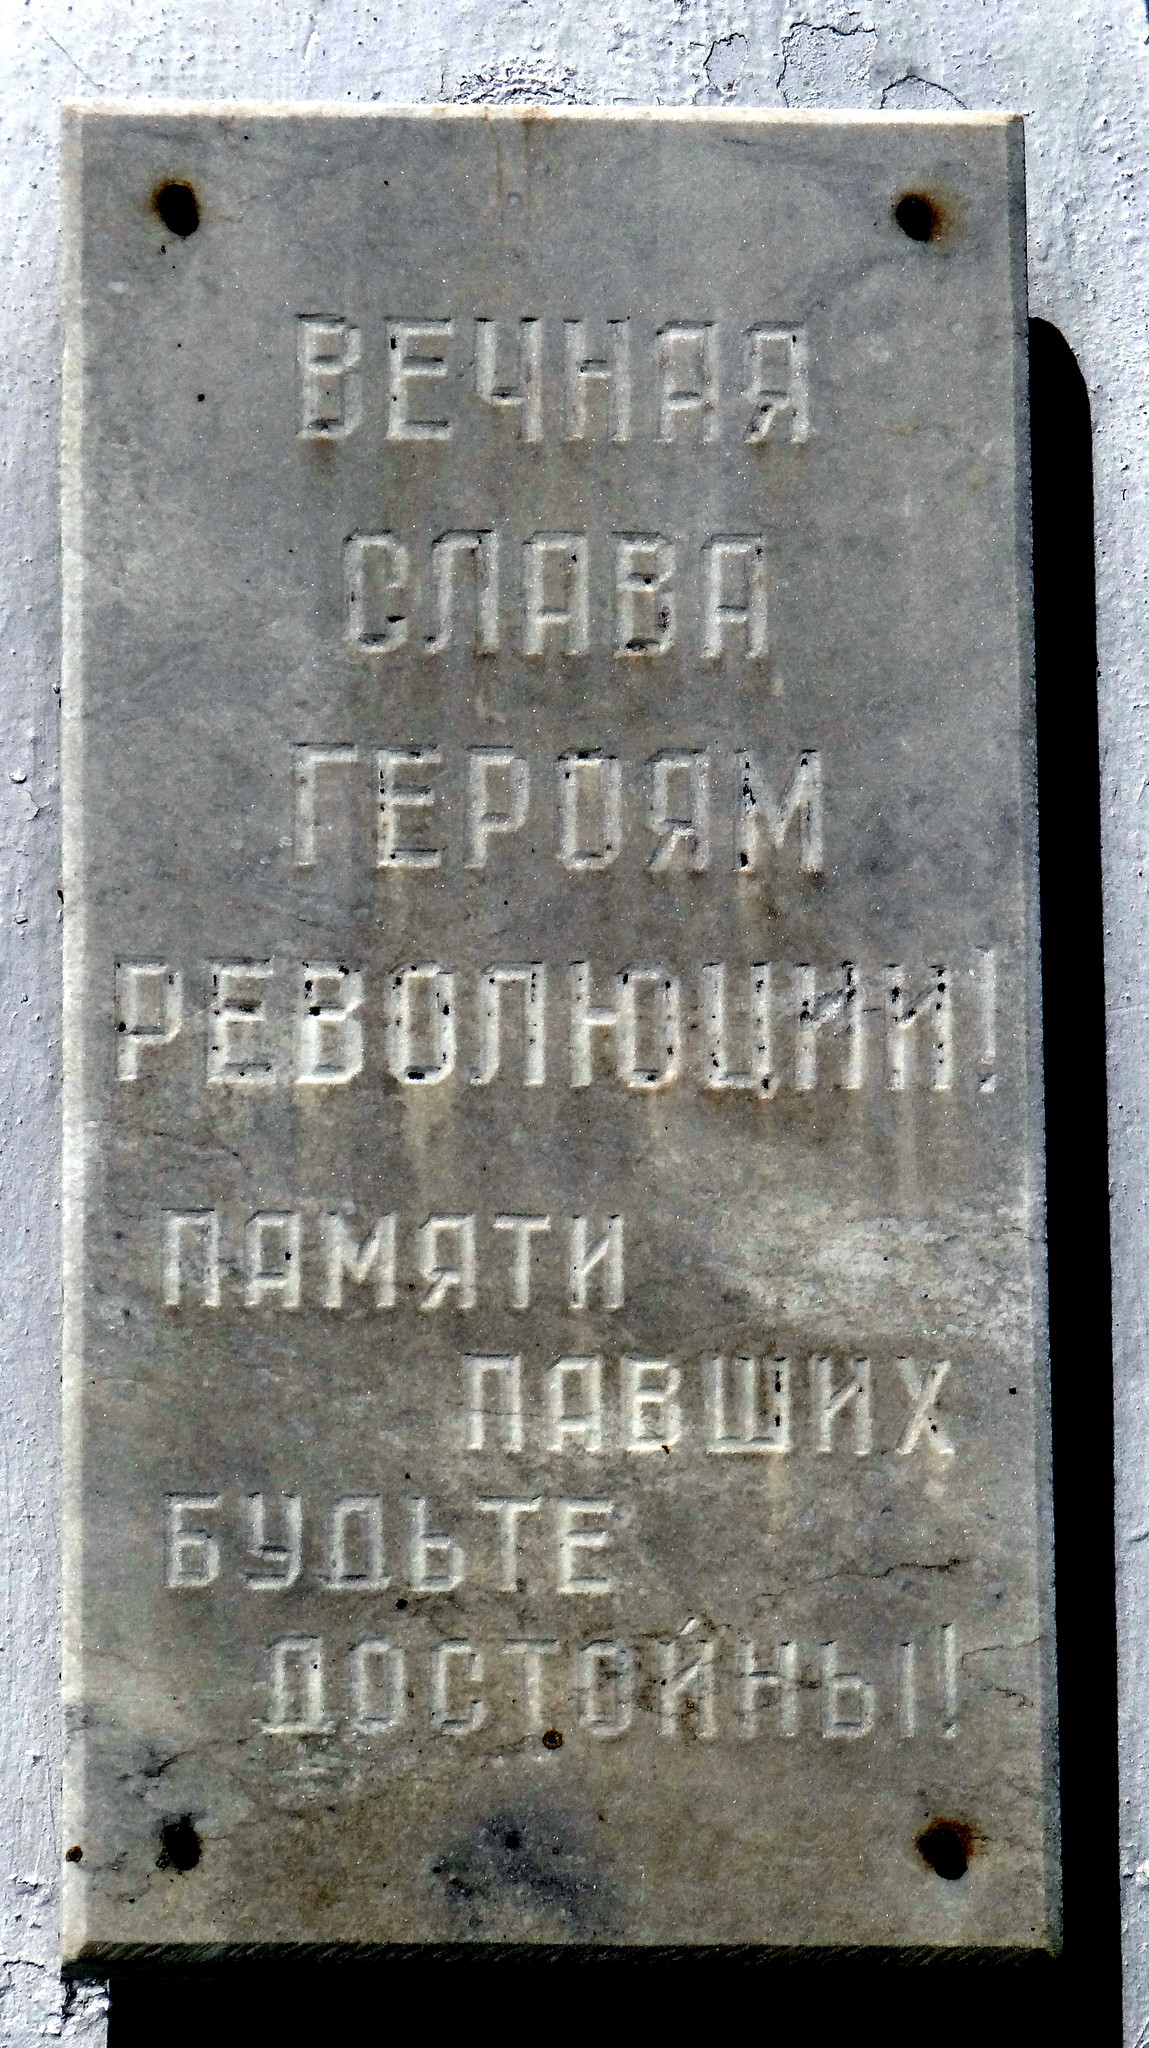 ВЕЧНАЯ
СЛАВА
ГЕРОЯМ
РЕВОЛЮЦИИ!
ПАМЯТИ
ПАВШИХ
БУДЬТЕ
ДОСТОЙНЫ!